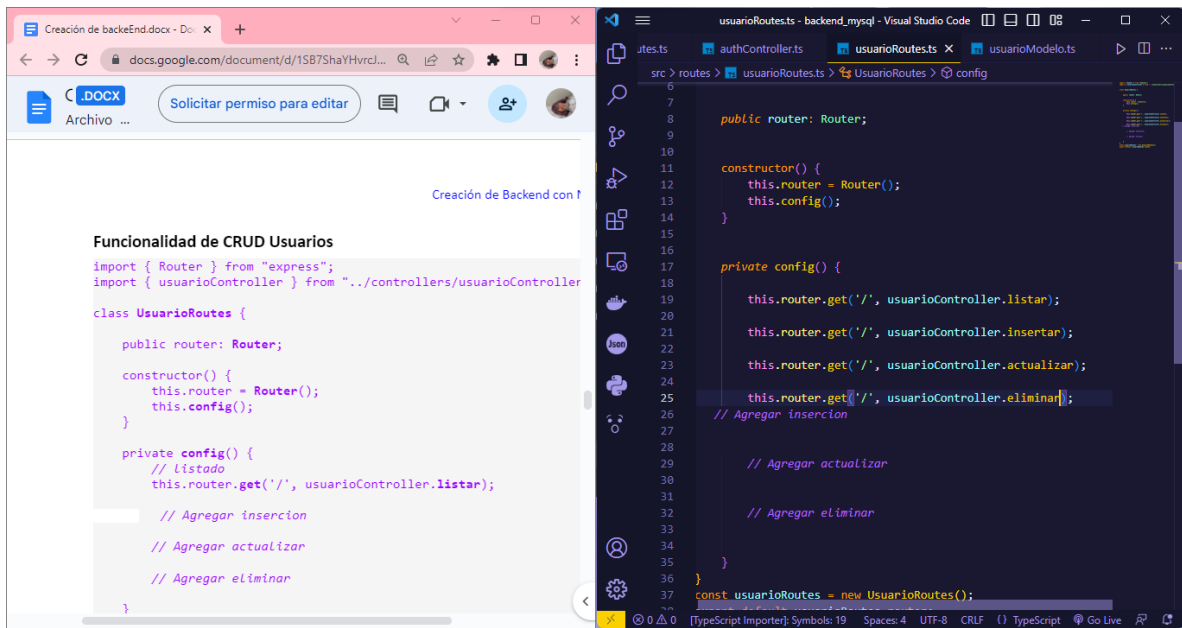 Creación de backeEnd.docx - Do
docs.google.com/document/d/1SB7ShaYHvrcJ...
.DOCX
Archivo ...
Solicitar permiso para editar
Creación de Backend con
Funcionalidad de CRUD Usuarios
import { Router } from "express";
import { usuarioController } from "../controllers/usuarioController
class UsuarioRoutes {
public router: Router;
constructor() {
this.router = Router();
this.config();
}
private config() {
// listado
this.router.get('/', usuarioController.listar);
// Agregar insercion
// Agregar actualizar
// Agregar eliminar
}
usuarioRoutes.ts - backend_mysql - Visual Studio Code
utes.ts authController.ts usuarioRoutes.ts usuarioModelo.ts
src > routes > usuarioRoutes.ts > UsuarioRoutes > config
6
7
8 public router: Router;
9
10
11 constructor() {
12 this.router = Router();
13 this.config();
14 }
15
16
17 private config() {
18
19 this.router.get('/', usuarioController.listar);
20
21 this.router.get('/', usuarioController.insertar);
22
23 this.router.get('/', usuarioController.actualizar);
24
25 this.router.get('/', usuarioController.eliminar);
26 // Agregar insercion
27
28
29 // Agregar actualizar
30
31
32 // Agregar eliminar
33
34
35 }
36 }
37 const usuarioRoutes = new UsuarioRoutes();
Json
0 0 [TypeScript Importer]: Symbols: 19 Spaces: 4 UTF-8 CRLF {} TypeScript Go Live